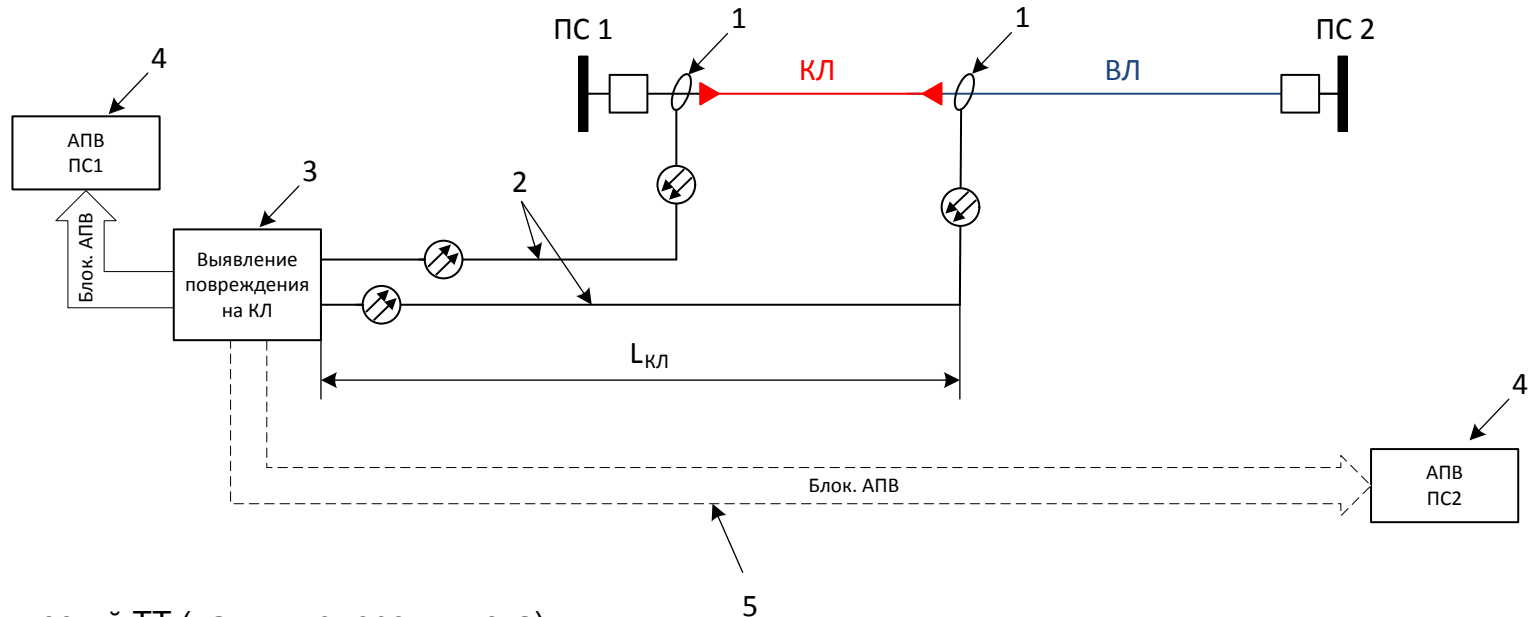 ПС 1
1
1
ПС 2
4
КЛ
ВЛ
АПВ
ПС1
3
2
Блок. АПВ
Выявление
повреждения
на КЛ
LКЛ
4
Блок. АПВ
АПВ
ПС2
5